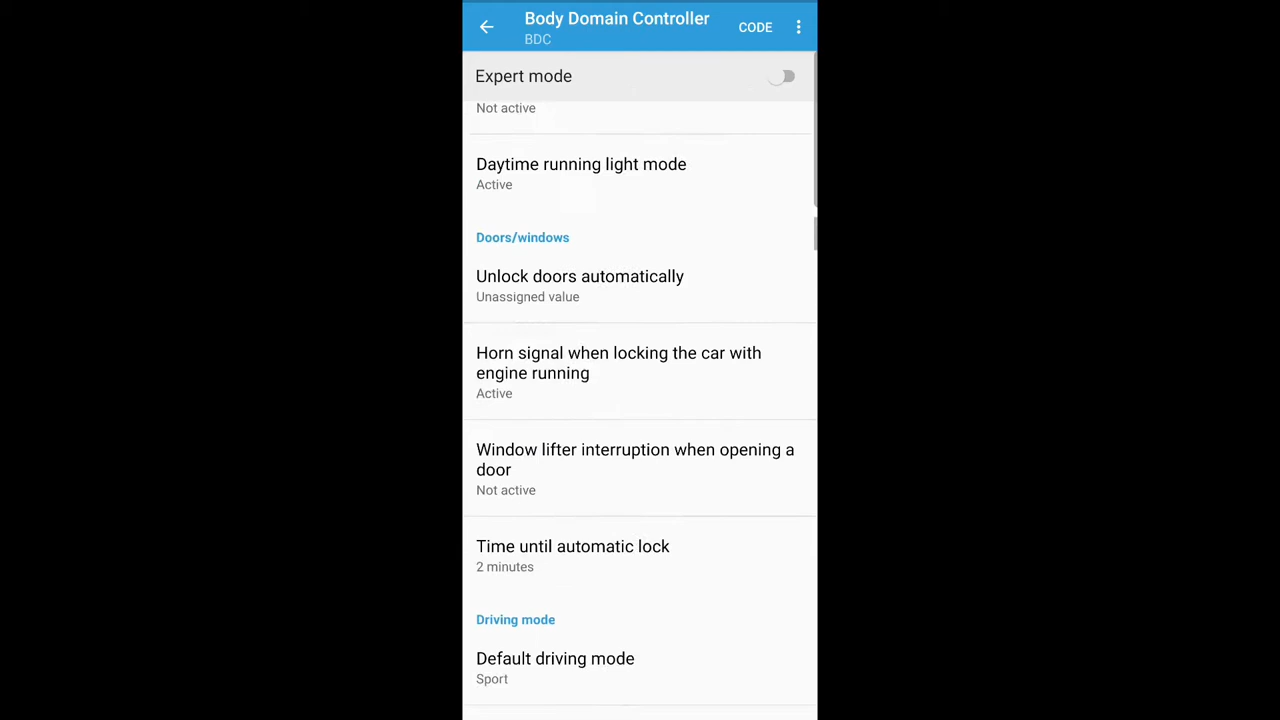 Body Domain Controller
BDC
CODE
Expert mode
Not active
Daytime running light mode
Active
Doors/windows
Unlock doors automatically
Unassigned value
Horn signal when locking the car with
engine running
Active
Window lifter interruption when opening a
door
Not active
Time until automatic lock
2 minutes
Driving mode
Default driving mode
Sport